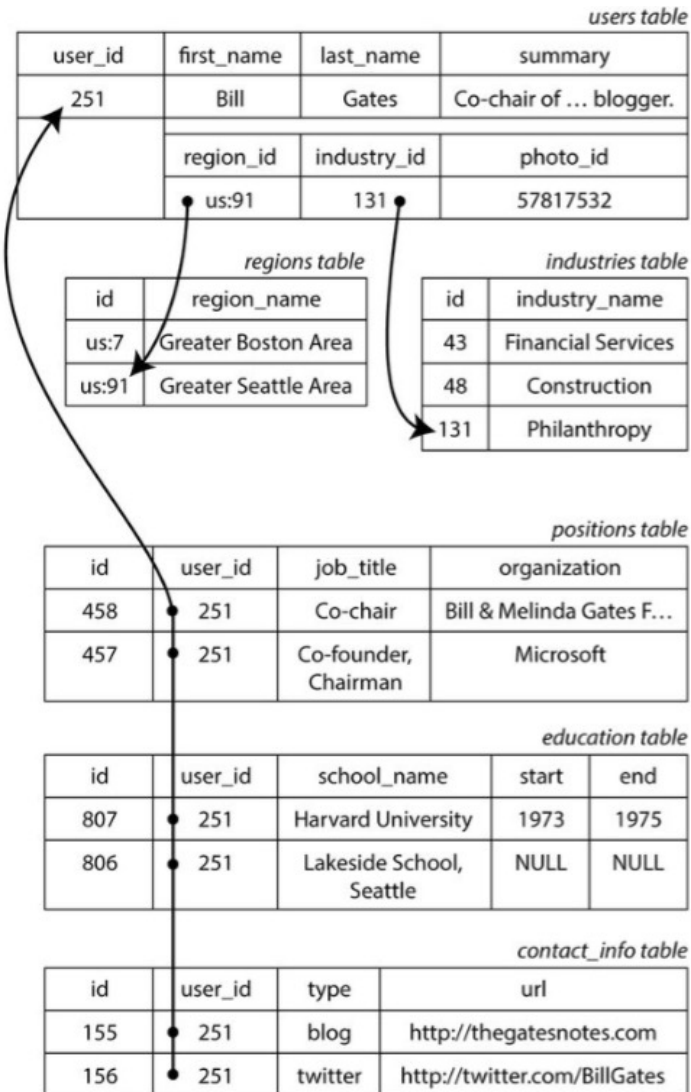 users table
user_id first_name last_name summary
251 Bill Gates Co-chair of … blogger.
region_id industry_id photo_id
us:91 131 57817532
regions table
id region_name
us:7 Greater Boston Area
us:91 Greater Seattle Area
industries table
id industry_name
43 Financial Services
48 Construction
131 Philanthropy
positions table
id user_id job_title organization
458 251 Co-chair Bill & Melinda Gates F…
457 251 Co-founder, Microsoft
Chairman
education table
id user_id school_name start end
807 251 Harvard University 1973 1975
806 251 Lakeside School, NULL NULL
Seattle
contact_info table
id user_id type url
155 251 blog http://thegatesnotes.com
156 251 twitter http://twitter.com/BillGates